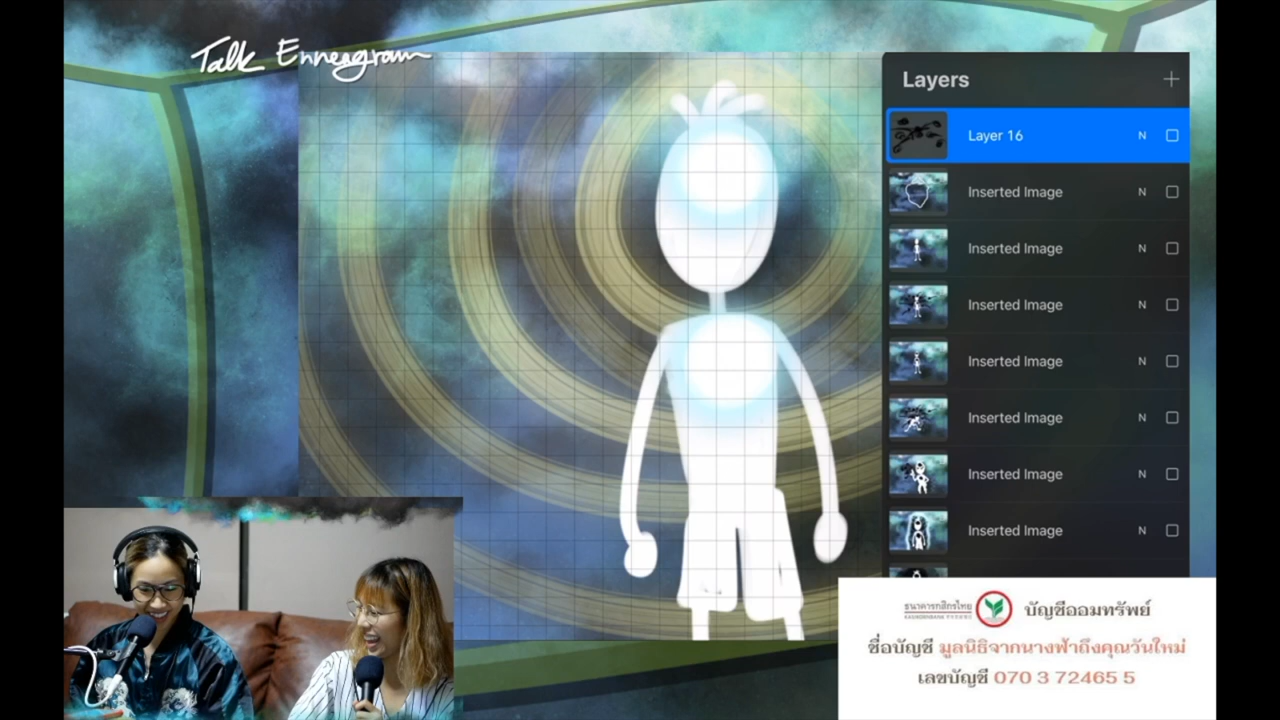 Talk Enneagram
Layers
Layer 16 N
Inserted Image N
Inserted Image N
Inserted Image N
Inserted Image N
Inserted Image N
Inserted Image N
Inserted Image N
ธนาคารกสิกรไทย
บัญชีออมทรัพย์
ชื่อบัญชี มูลนิธิจากนางฟ้าถึงคุณวันใหม่
เลขบัญชี 070 3 72465 5